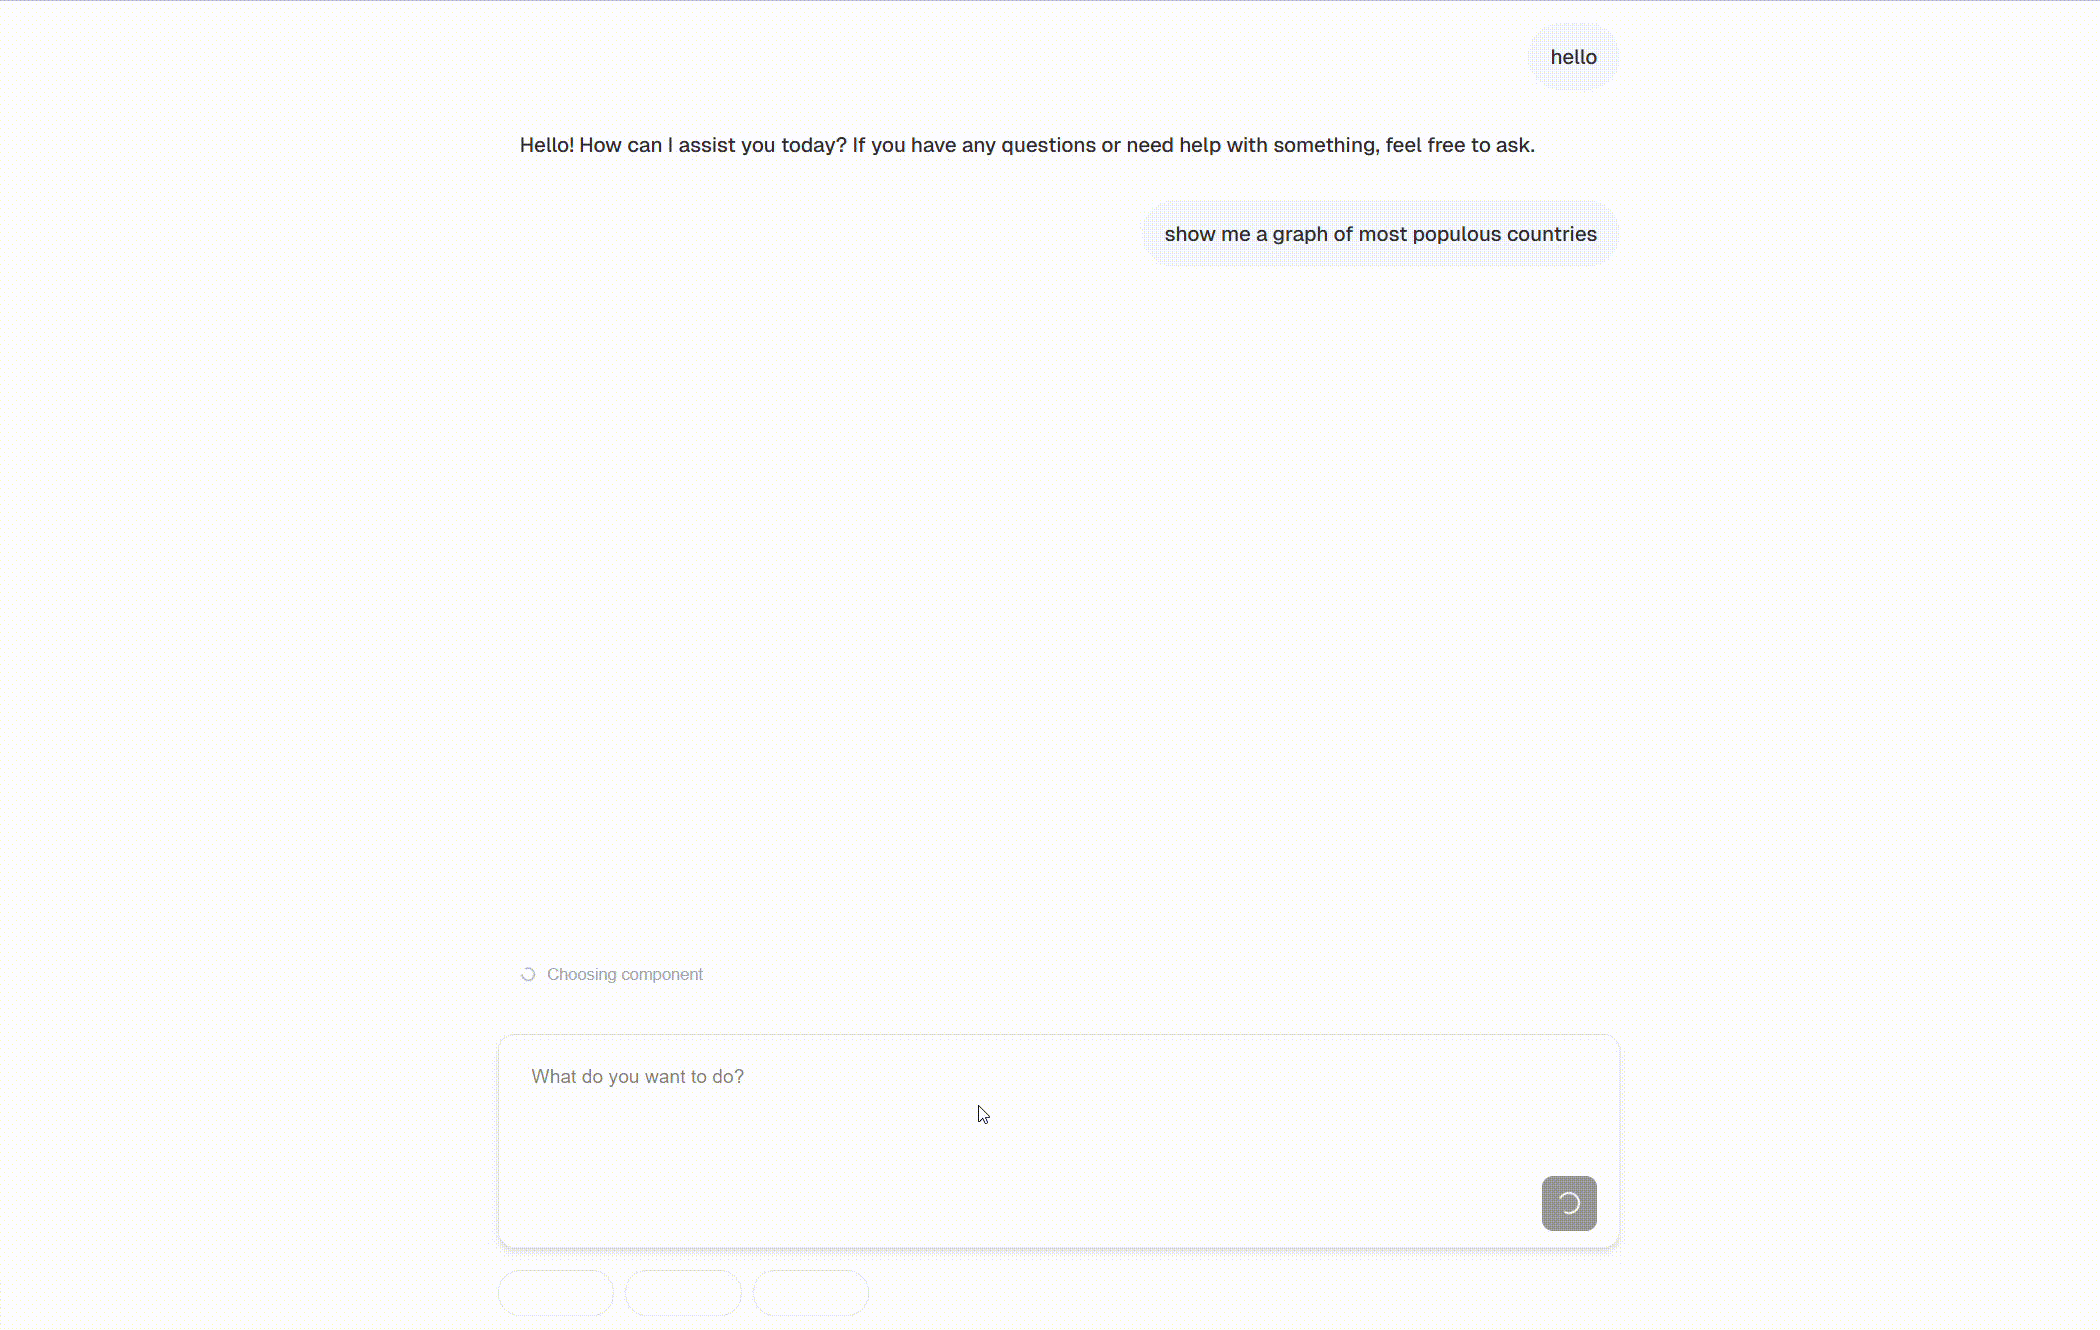 hello
Hello! How can I assist you today? If you have any questions or need help with something, feel free to ask.
show me a graph of most populous countries
Choosing component
What do you want to do?